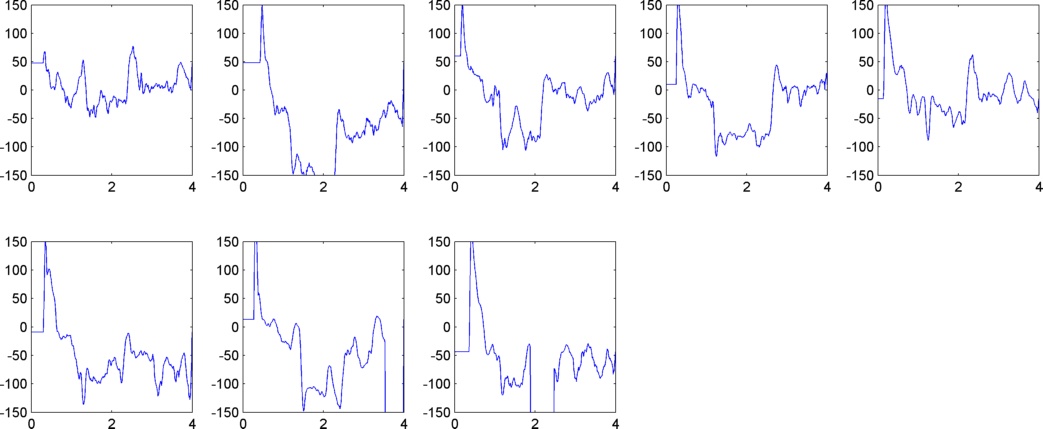 150 150 150 150 150
100 100 100 100 100
50 50 50 50 50
0 0 0 0 0
-50 -50 -50 -50 -50
-100 -100 -100 -100 -100
-150 -150 -150 -150 -150
0 2 4 0 2 4 0 2 4 0 2 4 0 2 4
150 150 150
100 100 100
50 50 50
0 0 0
-50 -50 -50
-100 -100 -100
-150 -150 -150
0 2 4 0 2 4 0 2 4